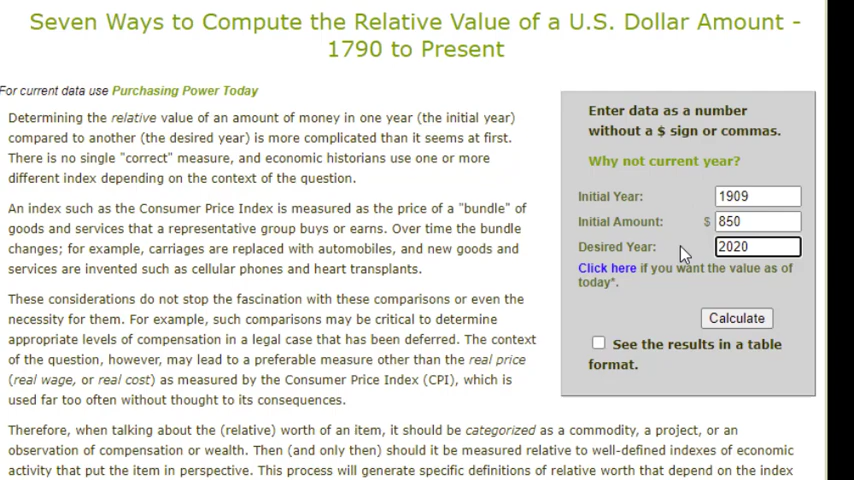 Seven Ways to Compute the Relative Value of a U.S. Dollar Amount -
1790 to Present
For current data use Purchasing Power Today
Determining the relative value of an amount of money in one year (the initial year)
compared to another (the desired year) is more complicated than it seems at first.
There is no single "correct" measure, and economic historians use one or more
different index depending on the context of the question.
An index such as the Consumer Price Index is measured as the price of a "bundle" of
goods and services that a representative group buys or earns. Over time the bundle
changes; for example, carriages are replaced with automobiles, and new goods and
services are invented such as cellular phones and heart transplants.
These considerations do not stop the fascination with these comparisons or even the
necessity for them. For example, such comparisons may be critical to determine
appropriate levels of compensation in a legal case that has been deferred. The context
of the question, however, may lead to a preferable measure other than the real price
(real wage, or real cost) as measured by the Consumer Price Index (CPI), which is
used far too often without thought to its consequences.
Therefore, when talking about the (relative) worth of an item, it should be categorized as a commodity, a project, or an
observation of compensation or wealth. Then (and only then) should it be measured relative to well-defined indexes of economic
activity that put the item in perspective. This process will generate specific definitions of relative worth that depend on the index
Enter data as a number
without a $ sign or commas.
Why not current year?
Initial Year: 1909
Initial Amount: $ 850
Desired Year: 2020
Click here if you want the value as of
today*.
Calculate
See the results in a table
format.